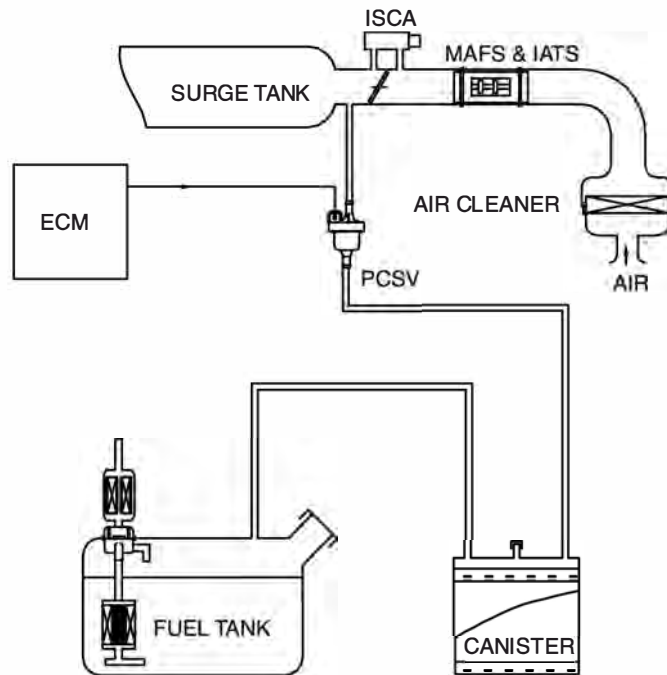 ISCA
MAFS & IATS
SURGE TANK
AIR CLEANER
ECM
PCSV
AIR
FUEL TANK
CANISTER